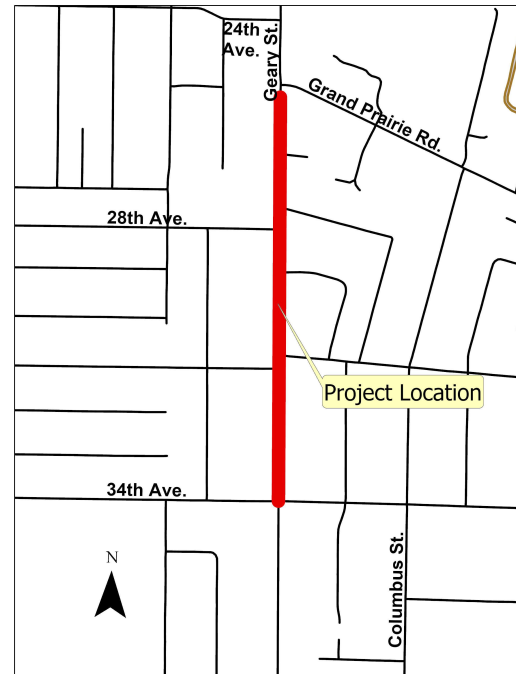 24th
Ave.
Geary St.
Grand Prairie Rd.
28th Ave.
Project Location
34th Ave.
N
Columbus St.